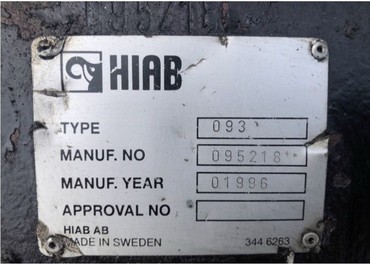 HIAB
TYPE 093
MANUF. NO 095218
MANUF. YEAR 01996
APPROVAL NO
HIAB AB
MADE IN SWEDEN 344 6263